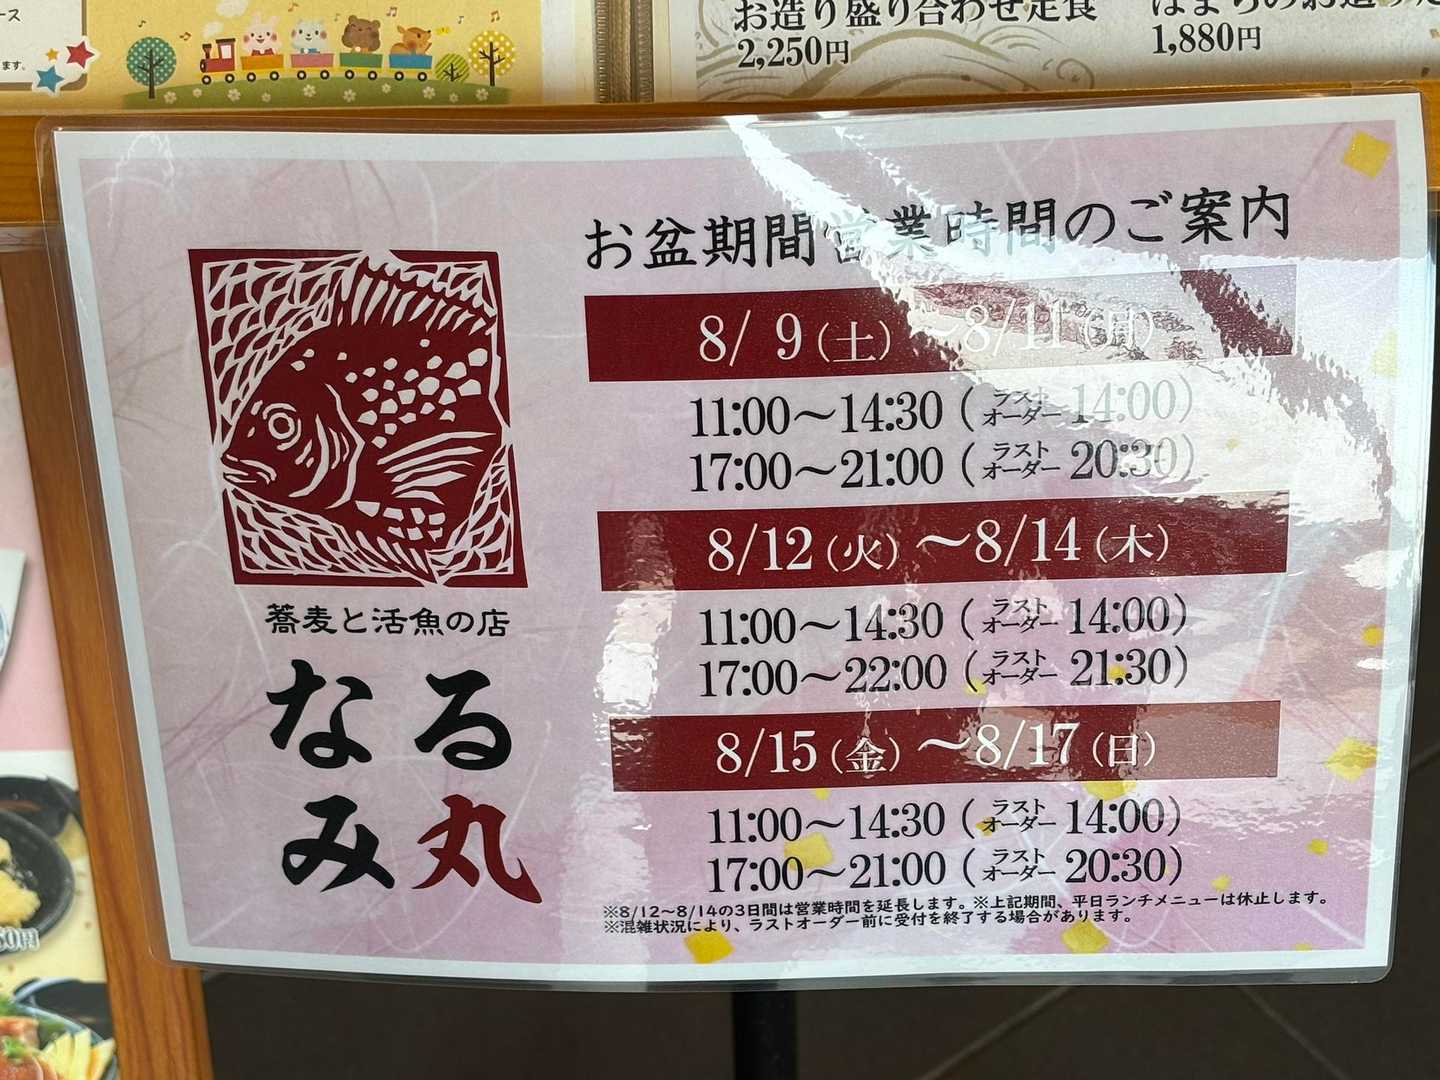 ース
ます。
お造り盛り合わせ定食
2,250円
1,880円
お盆期間営業時間のご案内
8/ 9(土)〜8/11(月)
11:00〜14:30(ラストオーダー 14:00)
17:00〜21:00(ラストオーダー 20:30)
8/12(火)〜8/14(木)
11:00〜14:30(ラストオーダー 14:00)
17:00〜22:00(ラストオーダー 21:30)
8/15(金)〜8/17(日)
11:00〜14:30(ラストオーダー 14:00)
17:00〜21:00(ラストオーダー 20:30)
※8/12〜8/14の3日間は営業時間を延長します。※上記期間、平日ランチメニューは休止します。
※混雑状況により、ラストオーダー前に受付を終了する場合があります。
蕎麦と活魚の店
なる
み丸